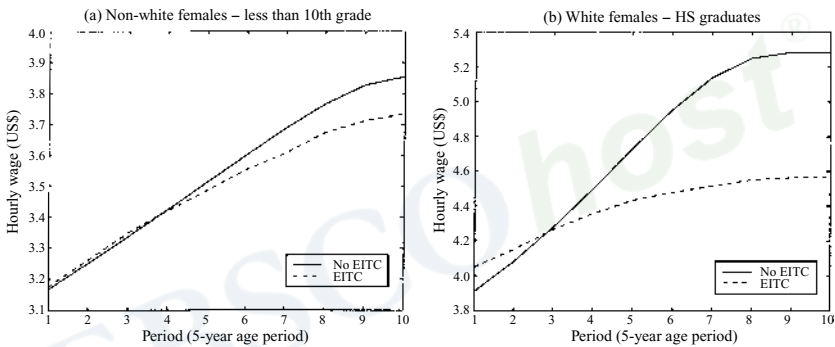 (a) Non-white females – less than 10th grade
4.0
3.9
3.8
3.7
3.6
3.5
3.4
3.3
3.2
3.1
Hourly wage (US$)
No EITC
EITC
1 2 3 4 5 6 7 8 9 10
Period (5-year age period)
(b) White females – HS graduates
5.4
5.2
5.0
4.8
4.6
4.4
4.2
4.0
3.8
Hourly wage (US$)
No EITC
EITC
1 2 3 4 5 6 7 8 9 10
Period (5-year age period)
EBSCOhost®